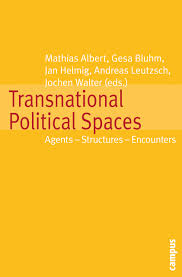 Mathias Albert, Gesa Bluhm,
Jan Helmig, Andreas Leutzsch,
Jochen Walter (eds.)
Transnational
Political Spaces
Agents – Structures – Encounters
campus